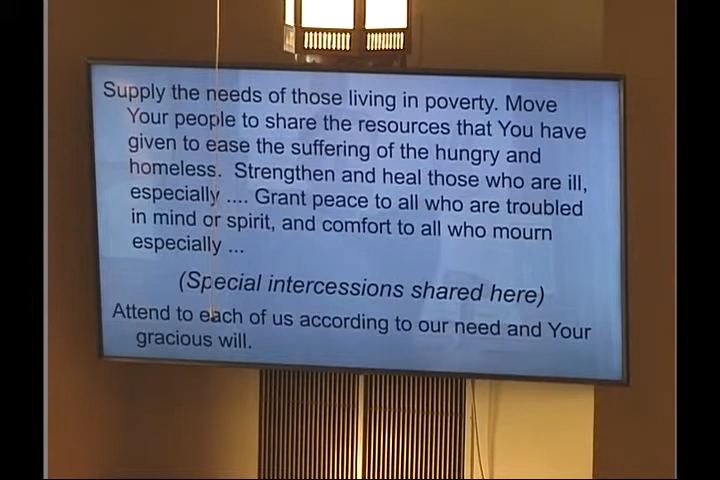 Supply the needs of those living in poverty. Move
Your people to share the resources that You have
given to ease the suffering of the hungry and
homeless.  Strengthen and heal those who are ill,
especially .... Grant peace to all who are troubled
in mind or spirit, and comfort to all who mourn
especially ...
(Special intercessions shared here)
Attend to each of us according to our need and Your
gracious will.